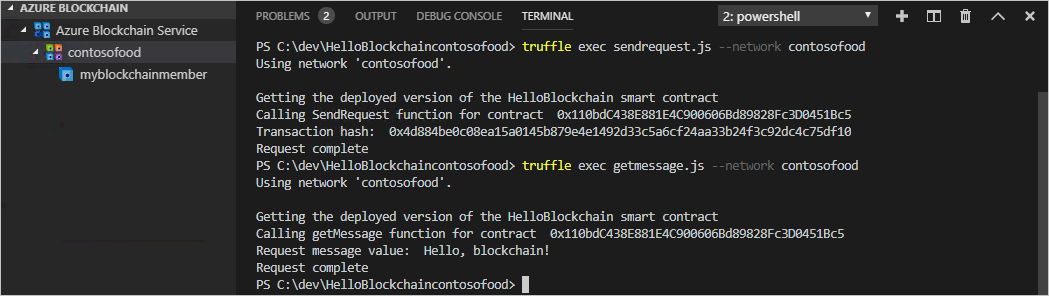 AZURE BLOCKCHAIN
Azure Blockchain Service
contosofood
myblockchainmember
PROBLEMS 2 OUTPUT DEBUG CONSOLE TERMINAL 2: powershell
PS C:\dev\HelloBlockchaincontosofood> truffle exec sendrequest.js --network contosofood
Using network 'contosofood'.
Getting the deployed version of the HelloBlockchain smart contract
Calling SendRequest function for contract 0x110bdC438E881E4C900606Bd89828Fc3D0451Bc5
Transaction hash: 0x4d884be0c08ea15a0145b879e4e1492d33c5a6cf24aa33b24f3c92dc4c75df10
Request complete
PS C:\dev\HelloBlockchaincontosofood> truffle exec getmessage.js --network contosofood
Using network 'contosofood'.
Getting the deployed version of the HelloBlockchain smart contract
Calling getMessage function for contract 0x110bdC438E881E4C900606Bd89828Fc3D0451Bc5
Request message value: Hello, blockchain!
Request complete
PS C:\dev\HelloBlockchaincontosofood>